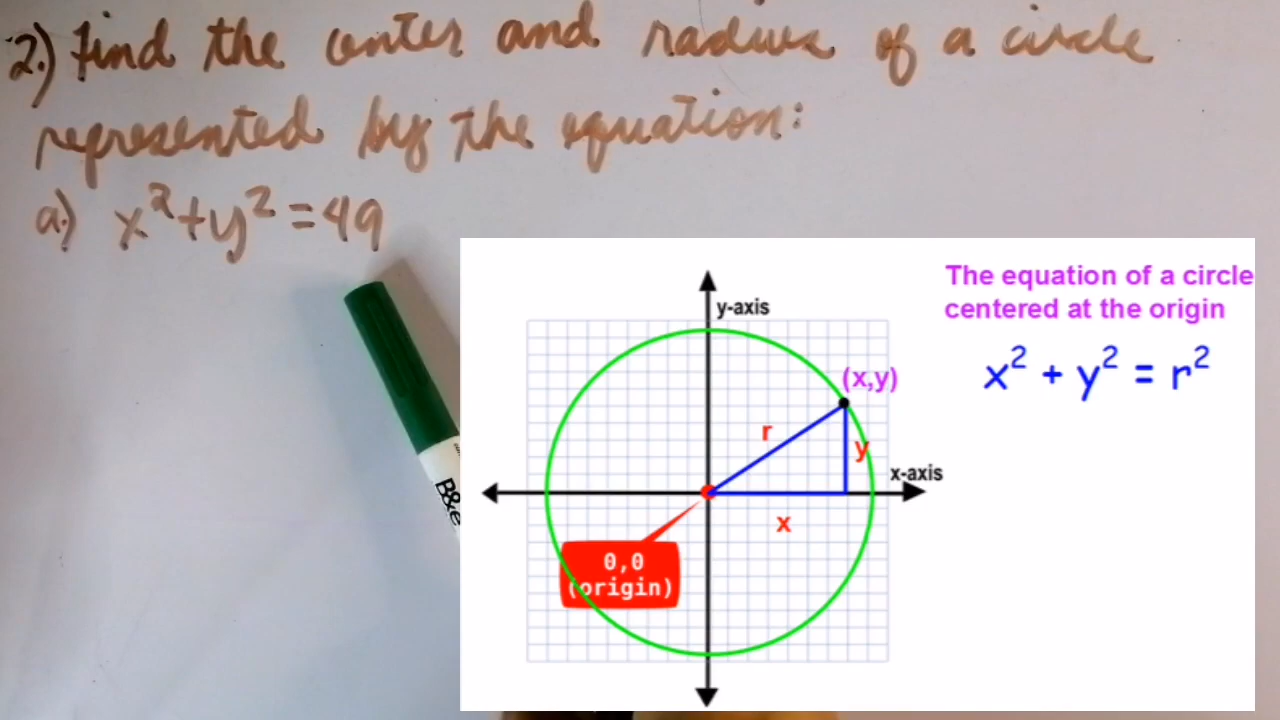 2.) Find the center and radius of a circle
represented by the equation:
a.) x² + y² = 49
The equation of a circle
centered at the origin
x² + y² = r²
y-axis
(x,y)
r
y
x-axis
x
0,0
(origin)
B&e